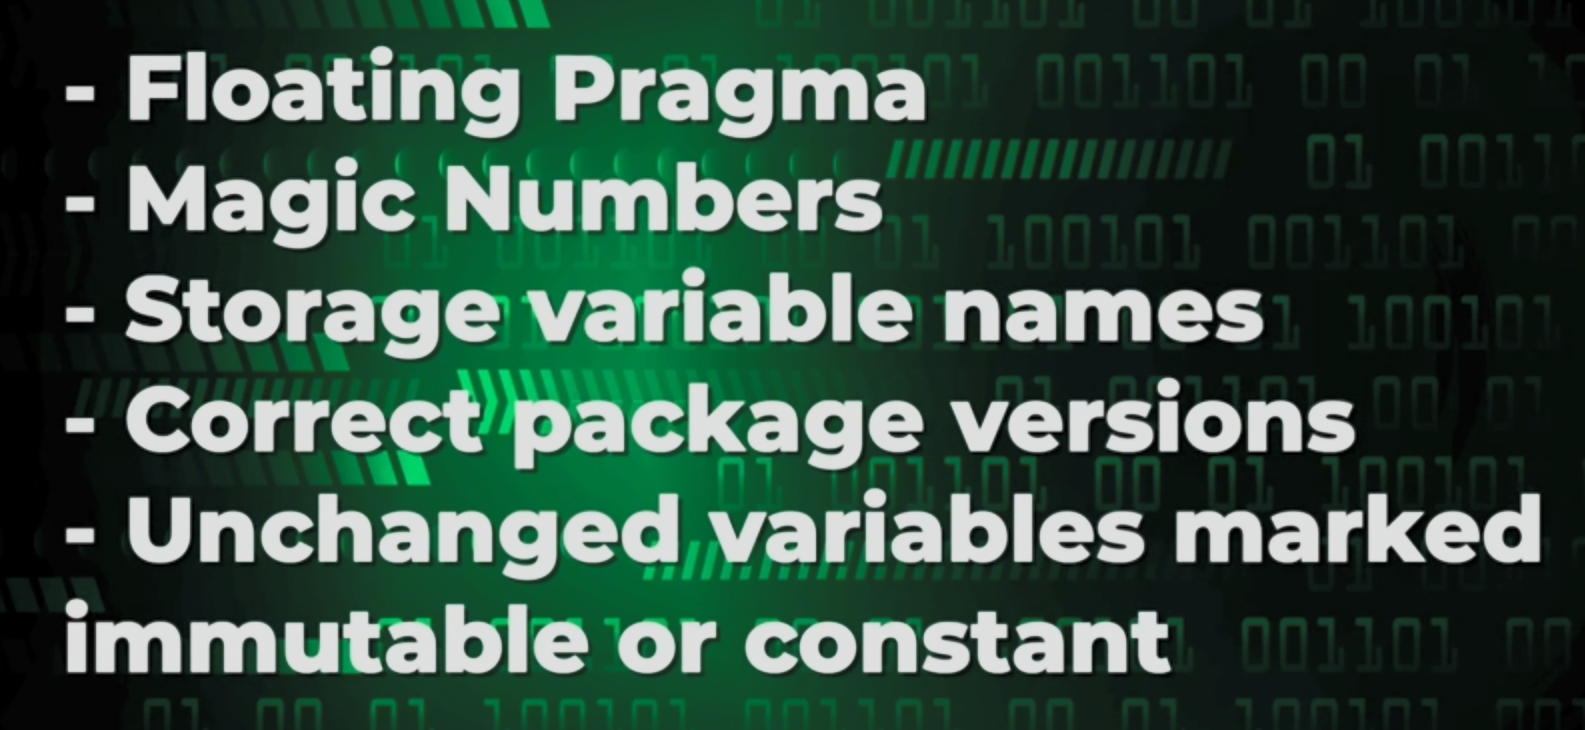 - Floating Pragma
- Magic Numbers
- Storage variable names
- Correct package versions
- Unchanged variables marked
immutable or constant